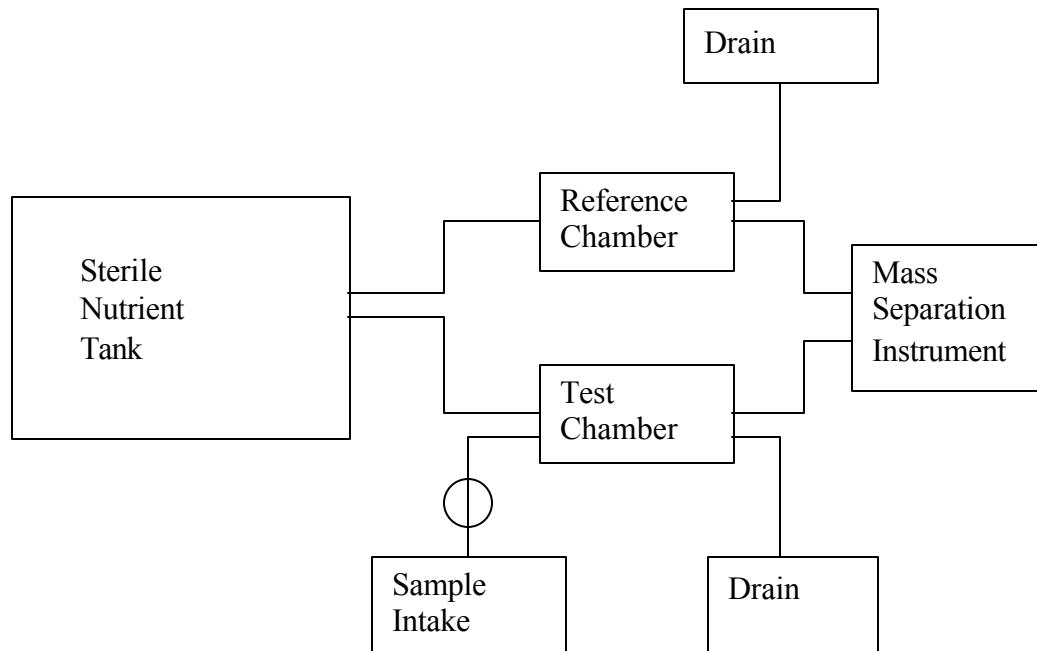 Drain
Reference
Chamber
Sterile
Nutrient
Tank
Mass
Separation
Instrument
Test
Chamber
Sample
Intake
Drain